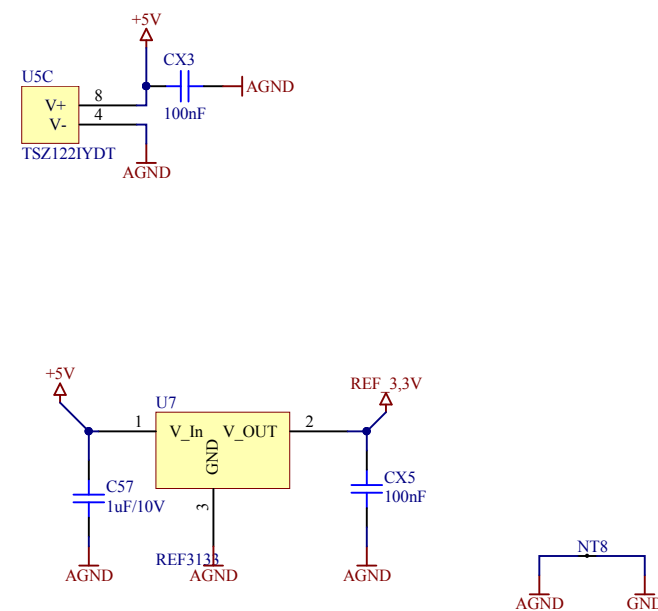 +5V
CX3
U5C
V+
8
AGND
V-
4
100nF
TSZ122IYDT
AGND
+5V
REF_3,3V
U7
1
V_In
V_OUT
2
GND
C57
1uF/10V
3
CX5
100nF
REF3133
AGND
AGND
AGND
NT8
AGND
GND